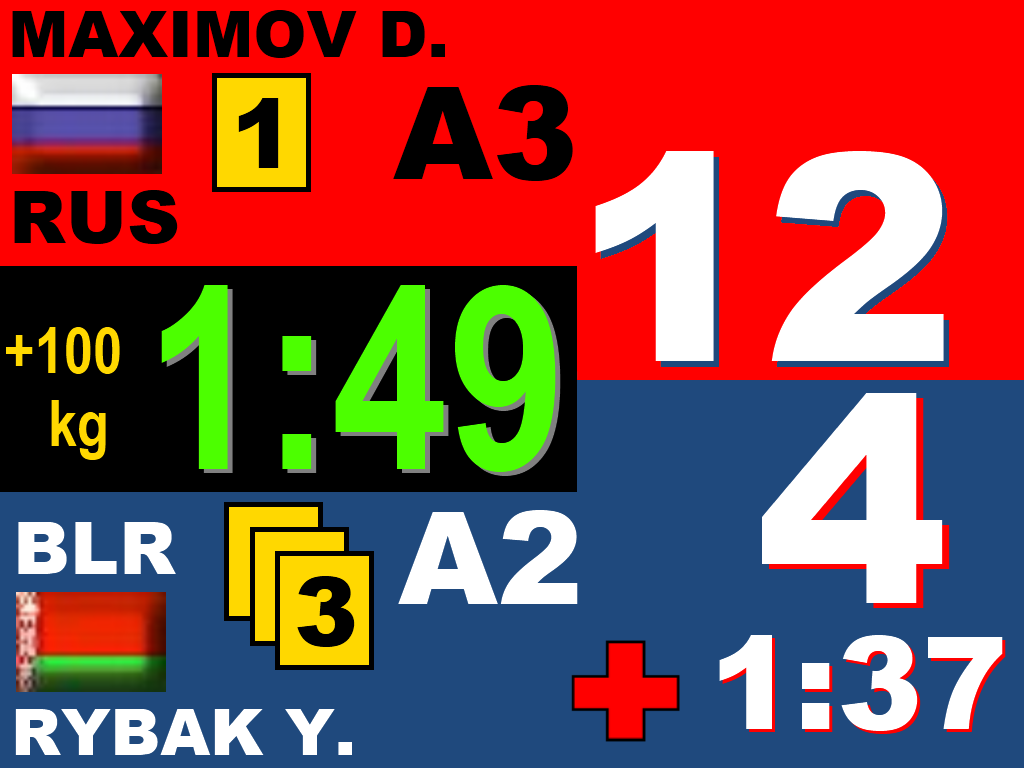 MAXIMOV D.
1
A3
RUS
12
+100
kg
1:49
4
BLR
3
A2
1:37
RYBAK Y.